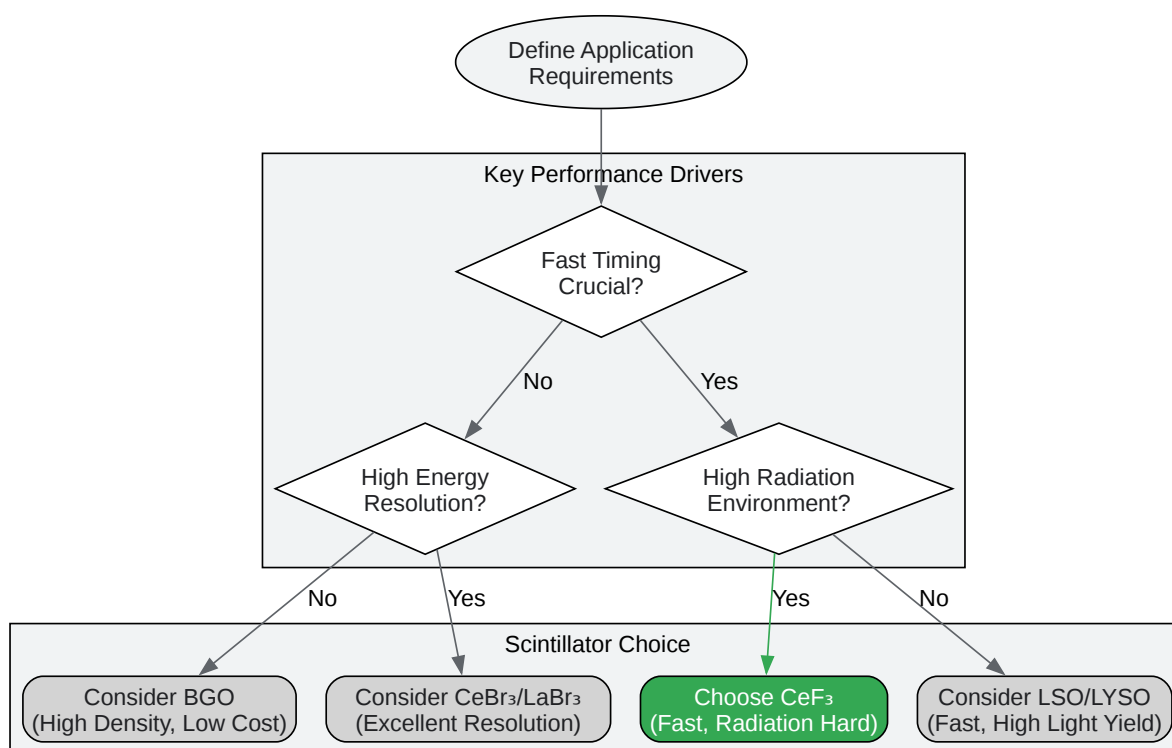 Define Application
Requirements
Key Performance Drivers
Fast Timing
Crucial?
No
Yes
High Energy
Resolution?
High Radiation
Environment?
No
Yes
Yes
No
Scintillator Choice
Consider BGO
(High Density, Low Cost)
Consider CeBr₃/LaBr₃
(Excellent Resolution)
Choose CeF₃
(Fast, Radiation Hard)
Consider LSO/LYSO
(Fast, High Light Yield)